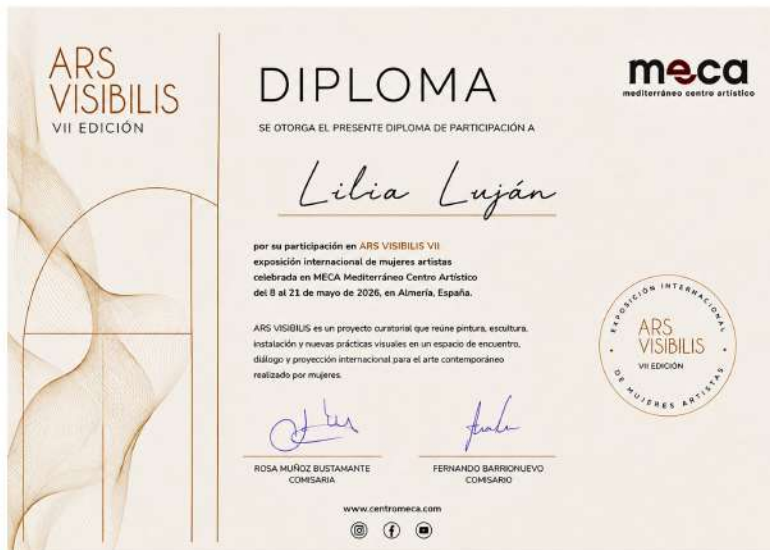 ARS
VISIBILIS
VII EDICIÓN
DIPLOMA
meca
mediterráneo centro artístico
SE OTORGA EL PRESENTE DIPLOMA DE PARTICIPACIÓN A
Lilia Luján
por su participación en ARS VISIBILIS VII
exposición internacional de mujeres artistas
celebrada en MECA Mediterráneo Centro Artístico
del 8 al 21 de mayo de 2026, en Almería, España.
ARS VISIBILIS es un proyecto curatorial que reúne pintura, escultura,
instalación y nuevas prácticas visuales en un espacio de encuentro,
diálogo y proyección internacional para el arte contemporáneo
realizado por mujeres.
EXPOSICIÓN INTERNACIONAL
ARS
VISIBILIS
VII EDICIÓN
DE MUJERES ARTISTAS
ROSA MUÑOZ BUSTAMANTE
COMISARIA
FERNANDO BARRIONUEVO
COMISARIO
www.centromeca.com